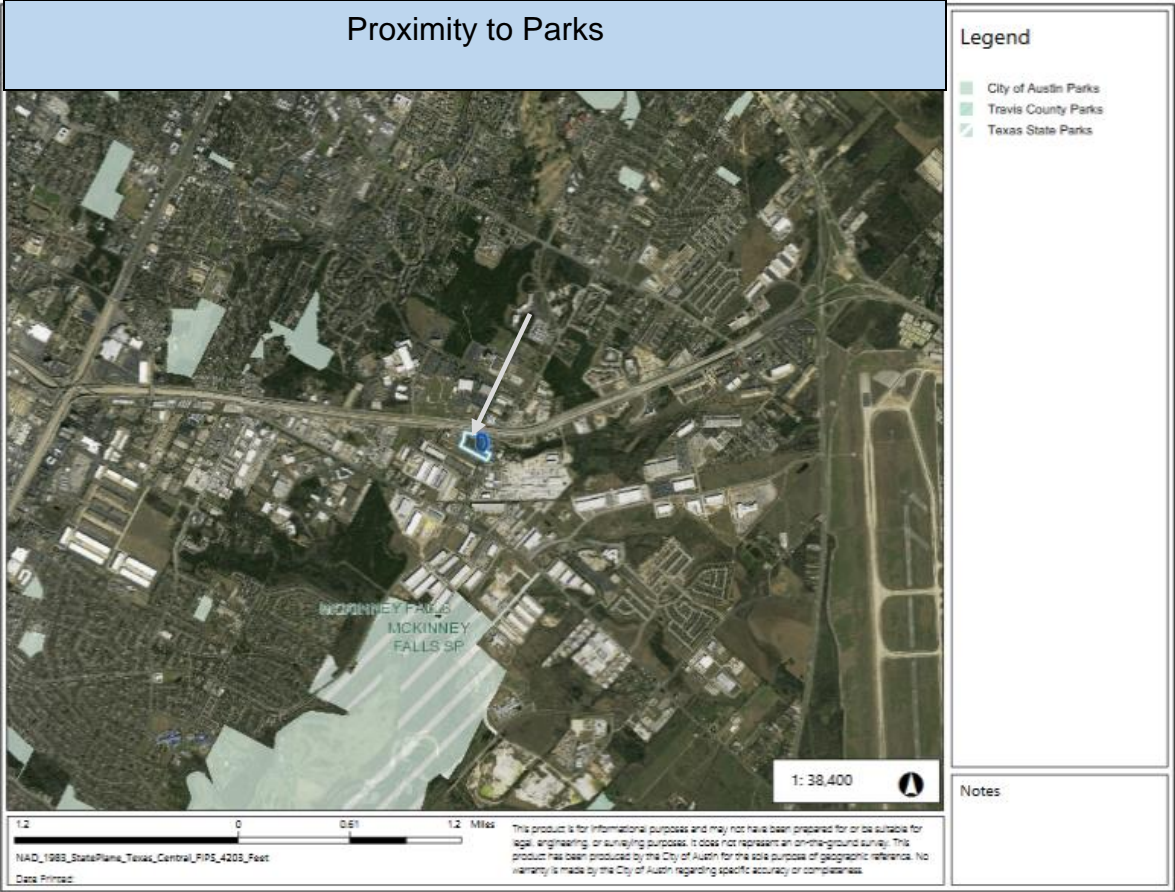 Proximity to Parks
Legend
City of Austin Parks
Travis County Parks
Texas State Parks
MCKINNEY FALLS
MCKINNEY
FALLS SP
1: 38,400
Notes
1.2 0 0.61 1.2 Miles
NAD_1983_StatePlane_Texas_Central_FIPS_4203_Feet
Date Printed:
This product is for informational purposes and may not have been prepared for or be suitable for
legal, engineering, or surveying purposes. It does not represent an on-the-ground survey. This
product has been produced by the City of Austin for the sole purpose of geographic reference. No
warranty is made by the City of Austin regarding specific accuracy or completeness.